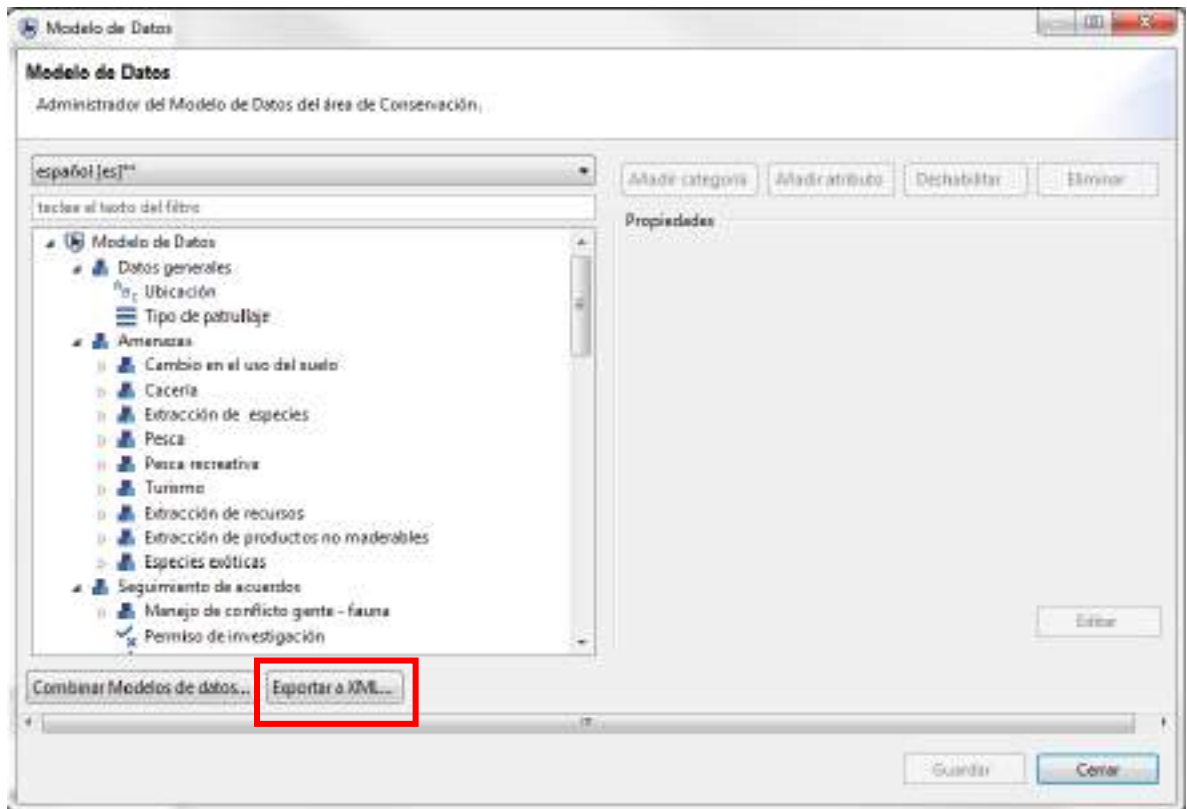 Modelo de Datos
Modelo de Datos
Administrador del Modelo de Datos del área de Conservación.
español [es]**
teclee el texto del filtro
Añadir categoría
Añadir atributo
Deshabilitar
Eliminar
Propiedades
Modelo de Datos
Datos generales
Ubicación
Tipo de patrullaje
Amenazas
Cambio en el uso del suelo
Cacería
Extracción de especies
Pesca
Pesca recreativa
Turismo
Extracción de recursos
Extracción de productos no maderables
Especies exóticas
Seguimiento de acuerdos
Manejo de conflicto gente - fauna
Permiso de investigación
Editar
Combinar Modelos de datos...
Exportar a XML...
Guardar
Cerrar